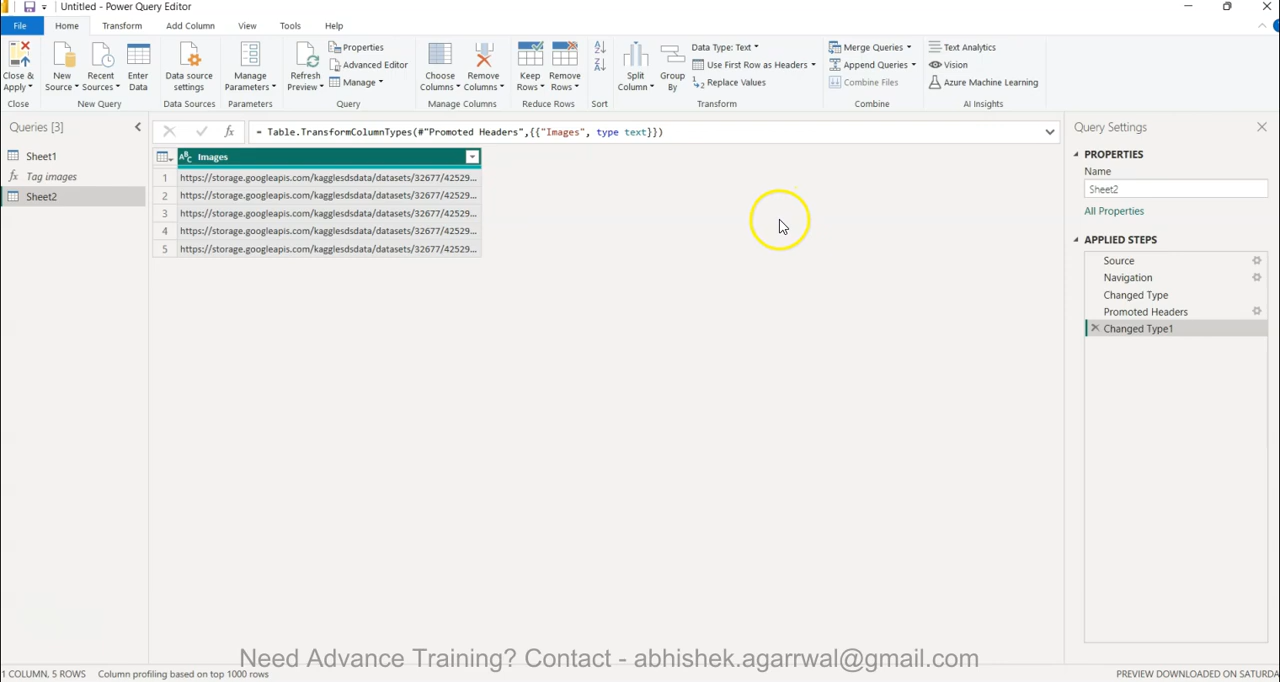 Untitled - Power Query Editor
File Home Transform Add Column View Tools Help
Close & Apply
New Source
Recent Sources
Enter Data
Data source settings
Manage Parameters
Refresh Preview
Properties
Advanced Editor
Manage
Choose Columns
Remove Columns
Keep Rows
Remove Rows
Split Column
Group By
Data Type: Text
Use First Row as Headers
Replace Values
Merge Queries
Append Queries
Combine Files
Text Analytics
Vision
Azure Machine Learning
Close New Query Data Sources Parameters Query Manage Columns Reduce Rows Sort Transform Combine AI Insights
Queries [3]
Sheet1
Tag images
Sheet2
= Table.TransformColumnTypes(#"Promoted Headers",{{"Images", type text}})
Images
1 https://storage.googleapis.com/kagglesdsdata/datasets/32677/42529...
2 https://storage.googleapis.com/kagglesdsdata/datasets/32677/42529...
3 https://storage.googleapis.com/kagglesdsdata/datasets/32677/42529...
4 https://storage.googleapis.com/kagglesdsdata/datasets/32677/42529...
5 https://storage.googleapis.com/kagglesdsdata/datasets/32677/42529...
Query Settings
PROPERTIES
Name
Sheet2
All Properties
APPLIED STEPS
Source
Navigation
Changed Type
Promoted Headers
Changed Type1
Need Advance Training? Contact - abhishek.agarrwal@gmail.com
1 COLUMN, 5 ROWS Column profiling based on top 1000 rows
PREVIEW DOWNLOADED ON SATURDA